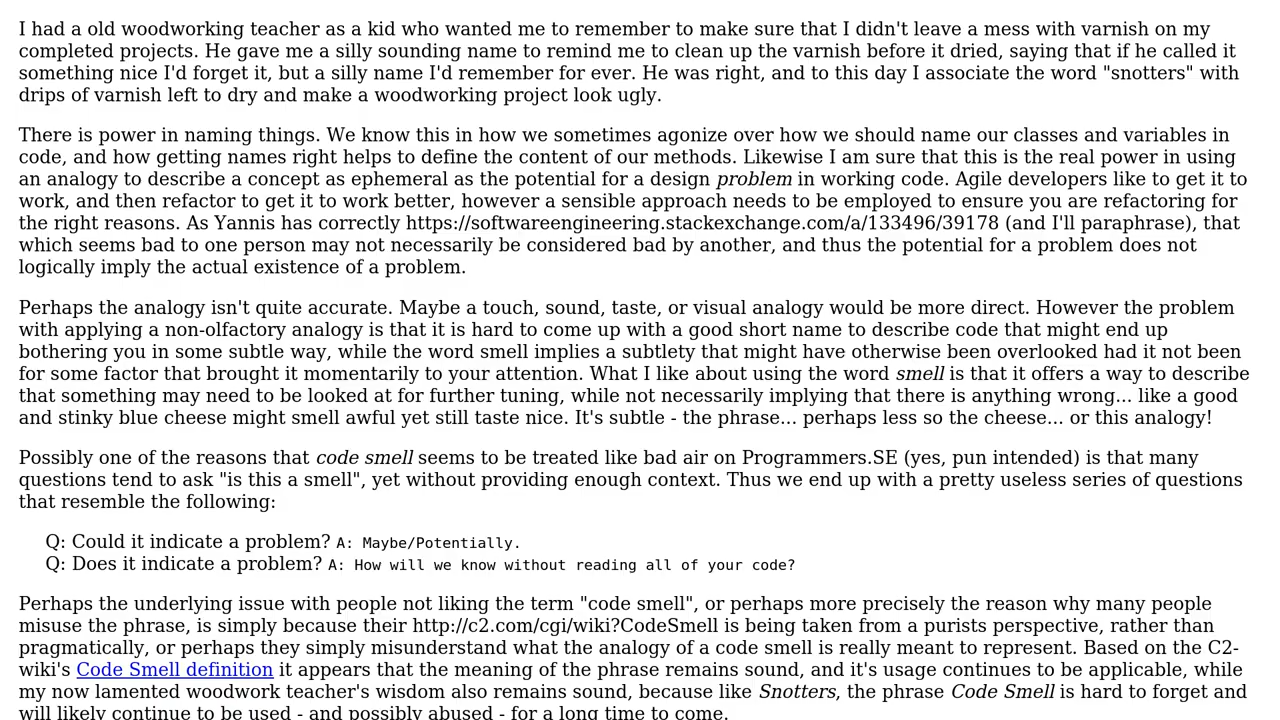 I had a old woodworking teacher as a kid who wanted me to remember to make sure that I didn't leave a mess with varnish on my
completed projects. He gave me a silly sounding name to remind me to clean up the varnish before it dried, saying that if he called it
something nice I'd forget it, but a silly name I'd remember for ever. He was right, and to this day I associate the word "snotters" with
drips of varnish left to dry and make a woodworking project look ugly.
There is power in naming things. We know this in how we sometimes agonize over how we should name our classes and variables in
code, and how getting names right helps to define the content of our methods. Likewise I am sure that this is the real power in using
an analogy to describe a concept as ephemeral as the potential for a design problem in working code. Agile developers like to get it to
work, and then refactor to get it to work better, however a sensible approach needs to be employed to ensure you are refactoring for
the right reasons. As Yannis has correctly https://softwareengineering.stackexchange.com/a/133496/39178 (and I'll paraphrase), that
which seems bad to one person may not necessarily be considered bad by another, and thus the potential for a problem does not
logically imply the actual existence of a problem.
Perhaps the analogy isn't quite accurate. Maybe a touch, sound, taste, or visual analogy would be more direct. However the problem
with applying a non-olfactory analogy is that it is hard to come up with a good short name to describe code that might end up
bothering you in some subtle way, while the word smell implies a subtlety that might have otherwise been overlooked had it not been
for some factor that brought it momentarily to your attention. What I like about using the word smell is that it offers a way to describe
that something may need to be looked at for further tuning, while not necessarily implying that there is anything wrong... like a good
and stinky blue cheese might smell awful yet still taste nice. It's subtle - the phrase... perhaps less so the cheese... or this analogy!
Possibly one of the reasons that code smell seems to be treated like bad air on Programmers.SE (yes, pun intended) is that many
questions tend to ask "is this a smell", yet without providing enough context. Thus we end up with a pretty useless series of questions
that resemble the following:
Q: Could it indicate a problem? A: Maybe/Potentially.
Q: Does it indicate a problem? A: How will we know without reading all of your code?
Perhaps the underlying issue with people not liking the term "code smell", or perhaps more precisely the reason why many people
misuse the phrase, is simply because their http://c2.com/cgi/wiki?CodeSmell is being taken from a purists perspective, rather than
pragmatically, or perhaps they simply misunderstand what the analogy of a code smell is really meant to represent. Based on the C2-
wiki's Code Smell definition it appears that the meaning of the phrase remains sound, and it's usage continues to be applicable, while
my now lamented woodwork teacher's wisdom also remains sound, because like Snotters, the phrase Code Smell is hard to forget and
will likely continue to be used - and possibly abused - for a long time to come.